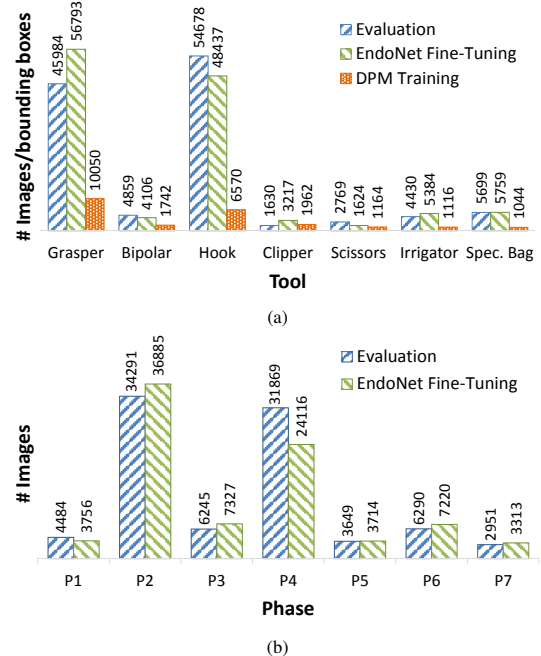 # Images/bounding boxes
45984
56793
10050
4859
4106
1742
54678
48437
6570
1630
3217
1962
2769
1624
1164
4430
5384
1116
5699
5759
1044
Evaluation
EndoNet Fine-Tuning
DPM Training
Grasper Bipolar Hook Clipper Scissors Irrigator Spec. Bag
Tool
(a)
# Images
4484
3756
34291
36885
6245
7327
31869
24116
3649
3714
6290
7220
2951
3313
Evaluation
EndoNet Fine-Tuning
P1 P2 P3 P4 P5 P6 P7
Phase
(b)